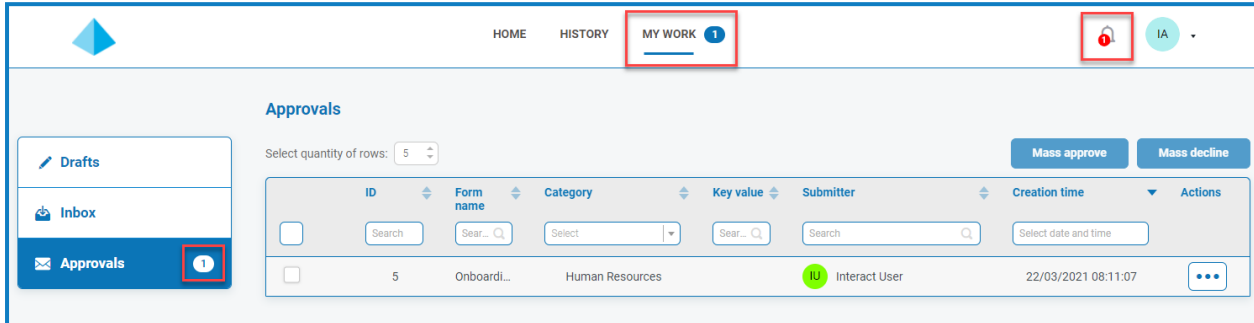 HOME HISTORY MY WORK 1 1 IA
Approvals
Select quantity of rows: 5 Mass approve Mass decline
Drafts
Inbox
Approvals 1
ID Form name Category Key value Submitter Creation time Actions
Search Sear... Select Sear... Search Select date and time
5 Onboardi... Human Resources IU Interact User 22/03/2021 08:11:07